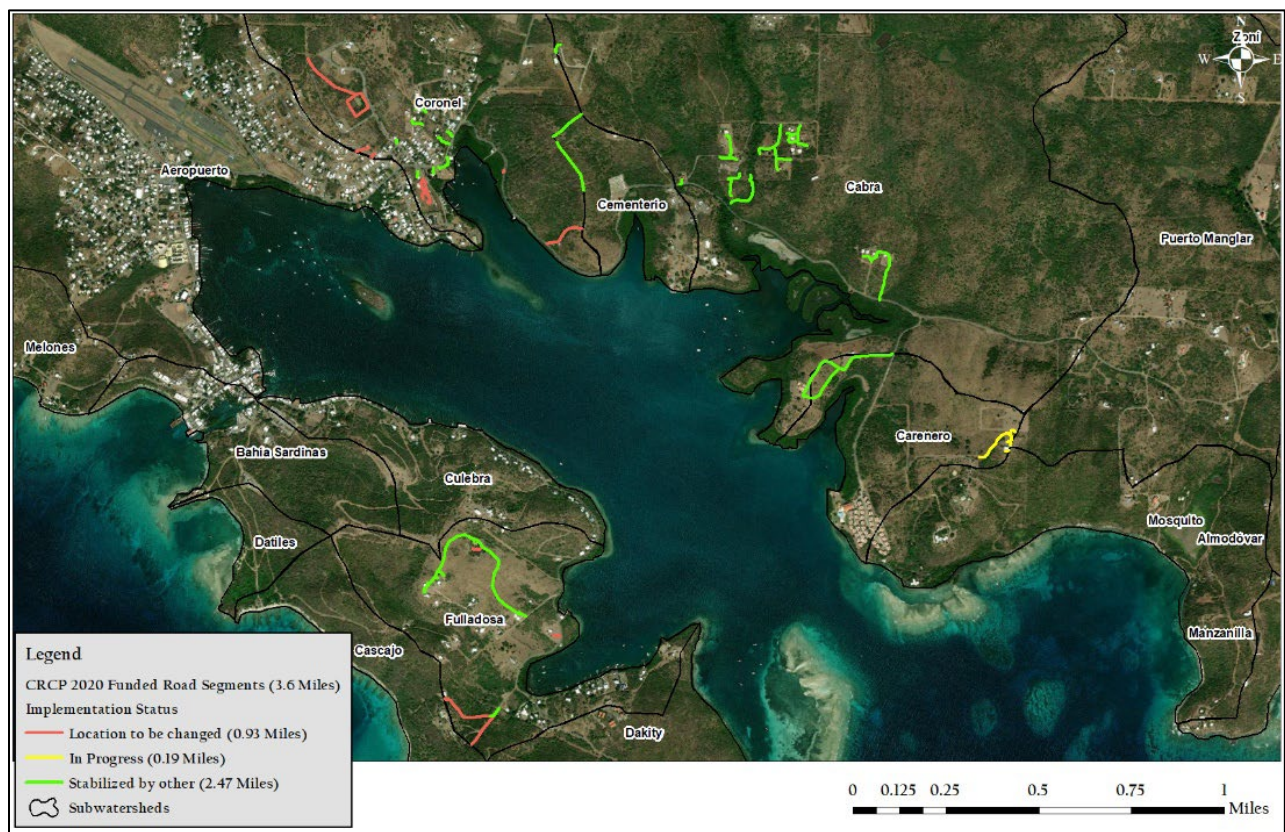 N
Zoní
W E
S
Coronel
Aeropuerto
Cementerio
Cabra
Puerto Manglar
Melones
Carenero
Bahía Sardinas
Culebra
Mosquito
Datiles
Almodóvar
Fulladosa
Manzanilla
Cascajo
Dakity
Legend
CRCP 2020 Funded Road Segments (3.6 Miles)
Implementation Status
Location to be changed (0.93 Miles)
In Progress (0.19 Miles)
Stabilized by other (2.47 Miles)
Subwatersheds
0 0.125 0.25 0.5 0.75 1
Miles